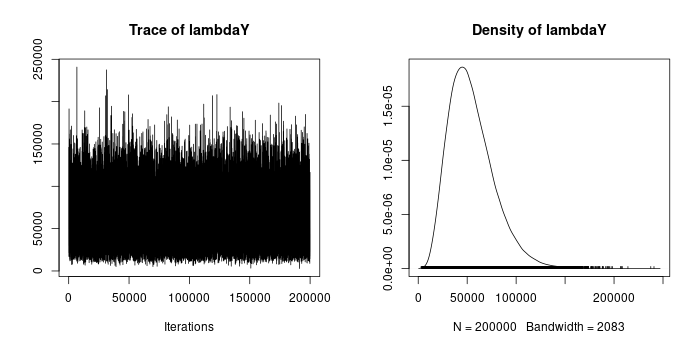 Trace of lambdaY
250000
150000
50000
0
0
50000
100000
150000
200000
Iterations
Density of lambdaY
1.5e-05
1.0e-05
5.0e-06
0.0e+00
0
50000
100000
200000
N = 200000 Bandwidth = 2083